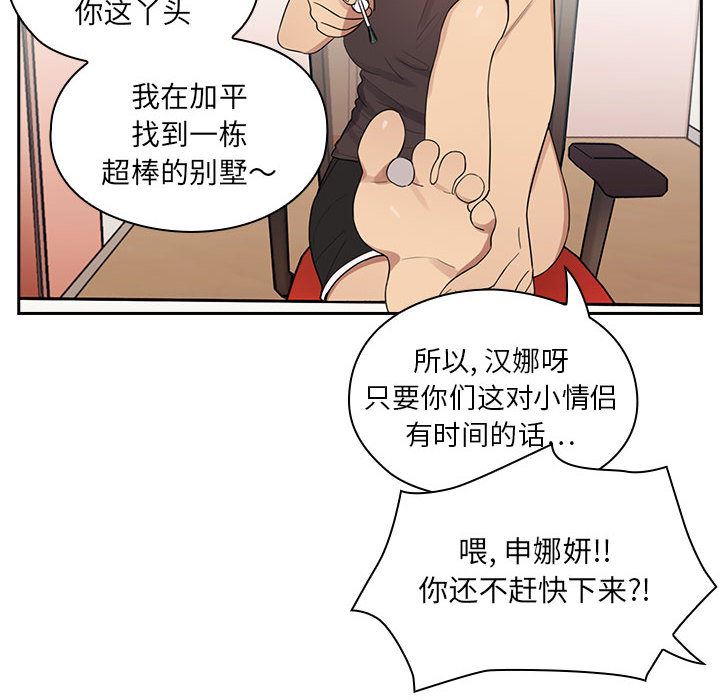 你这丫头
我在加平
找到一栋
超棒的别墅～
所以, 汉娜呀
只要你们这对小情侣
有时间的话...
喂, 申娜妍!!
你还不赶快下来?!